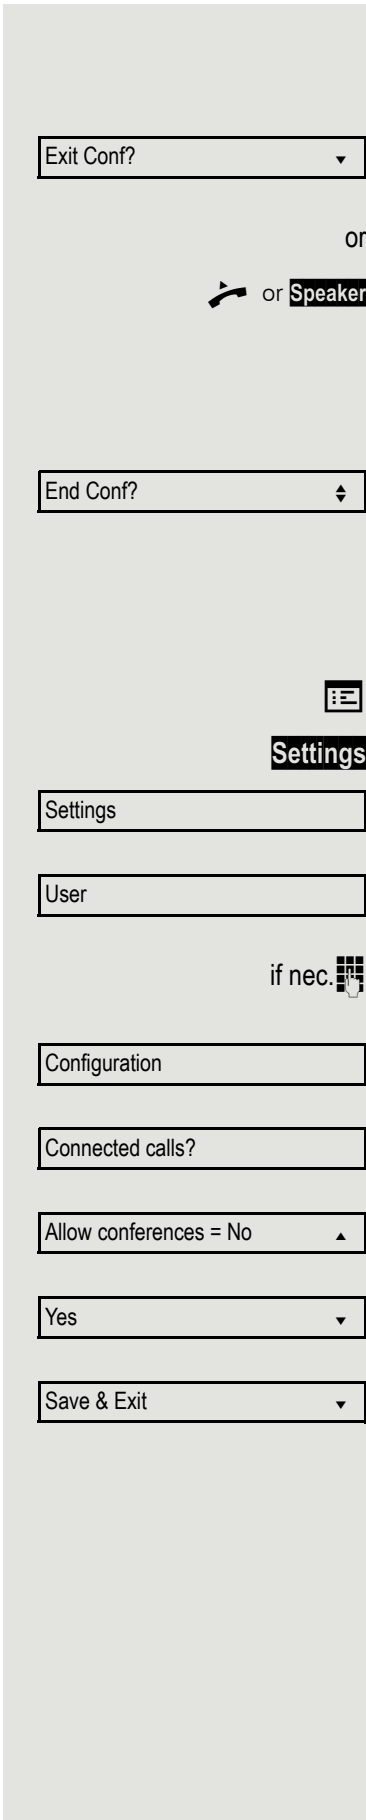 Exit Conf?
or
or Speaker
End Conf?
Settings
Settings
User
if nec.
Configuration
Connected calls?
Allow conferences = No
Yes
Save & Exit